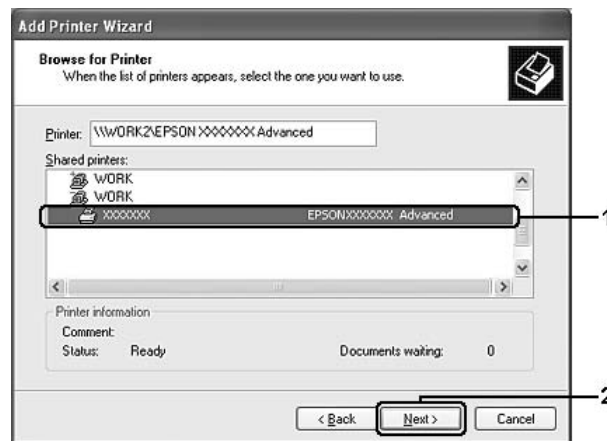 Add Printer Wizard
Browse for Printer
When the list of printers appears, select the one you want to use.
Printer: \\WORK2\EPSON XXXXXXX Advanced
Shared printers:
WORK
WORK
XXXXXXX EPSONXXXXXXX Advanced
1
Printer information
Comment:
Status: Ready Documents waiting: 0
2
< Back Next > Cancel